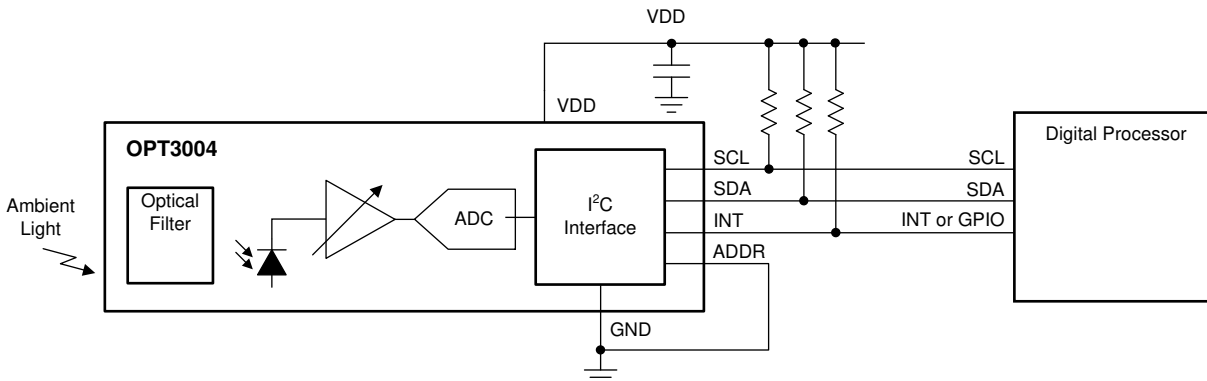 VDD
VDD
OPT3004
Digital Processor
SCL
SCL
Optical
Filter
ADC
I²C
Interface
SDA
SDA
Ambient
Light
INT
INT or GPIO
ADDR
GND